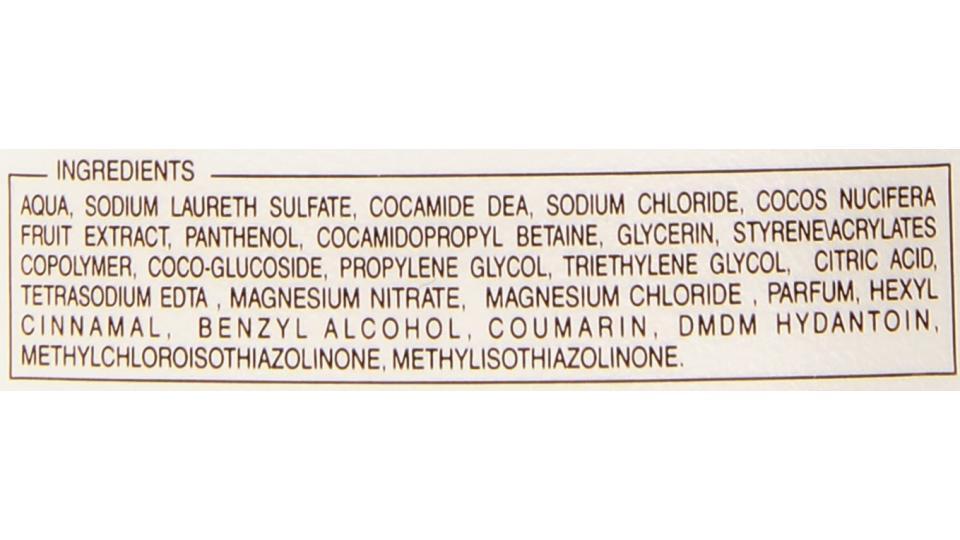 INGREDIENTS
AQUA, SODIUM LAURETH SULFATE, COCAMIDE DEA, SODIUM CHLORIDE, COCOS NUCIFERA
FRUIT EXTRACT, PANTHENOL, COCAMIDOPROPYL BETAINE, GLYCERIN, STYRENE\ACRYLATES
COPOLYMER, COCO-GLUCOSIDE, PROPYLENE GLYCOL, TRIETHYLENE GLYCOL, CITRIC ACID,
TETRASODIUM EDTA , MAGNESIUM NITRATE, MAGNESIUM CHLORIDE , PARFUM, HEXYL
CINNAMAL, BENZYL ALCOHOL, COUMARIN, DMDM HYDANTOIN,
METHYLCHLOROISOTHIAZOLINONE, METHYLISOTHIAZOLINONE.